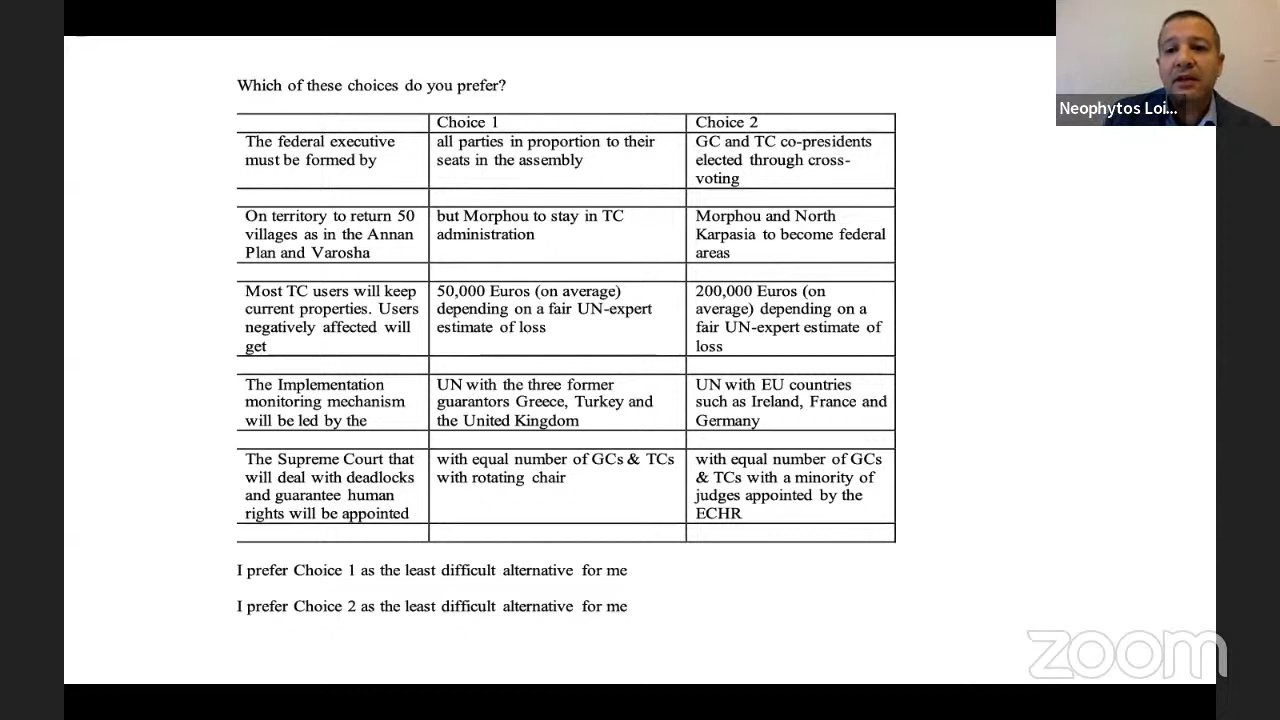 Which of these choices do you prefer?
Choice 1
Choice 2
The federal executive
must be formed by
all parties in proportion to their
seats in the assembly
GC and TC co-presidents
elected through cross-
voting
On territory to return 50
villages as in the Annan
Plan and Varosha
but Morphou to stay in TC
administration
Morphou and North
Karpasia to become federal
areas
Most TC users will keep
current properties. Users
negatively affected will
get
50,000 Euros (on average)
depending on a fair UN-expert
estimate of loss
200,000 Euros (on
average) depending on a
fair UN-expert estimate of
loss
The Implementation
monitoring mechanism
will be led by the
UN with the three former
guarantors Greece, Turkey and
the United Kingdom
UN with EU countries
such as Ireland, France and
Germany
The Supreme Court that
will deal with deadlocks
and guarantee human
rights will be appointed
with equal number of GCs & TCs
with rotating chair
with equal number of GCs
& TCs with a minority of
judges appointed by the
ECHR
I prefer Choice 1 as the least difficult alternative for me
I prefer Choice 2 as the least difficult alternative for me
Neophytos Loi...
zoom